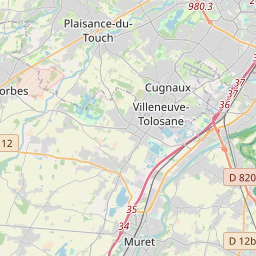 980.3
Plaisance-du-
Touch
37
Cugnaux
orbes
37
36
Villeneuve-
Tolosane
12
D 820
35
34
Muret
D 12b